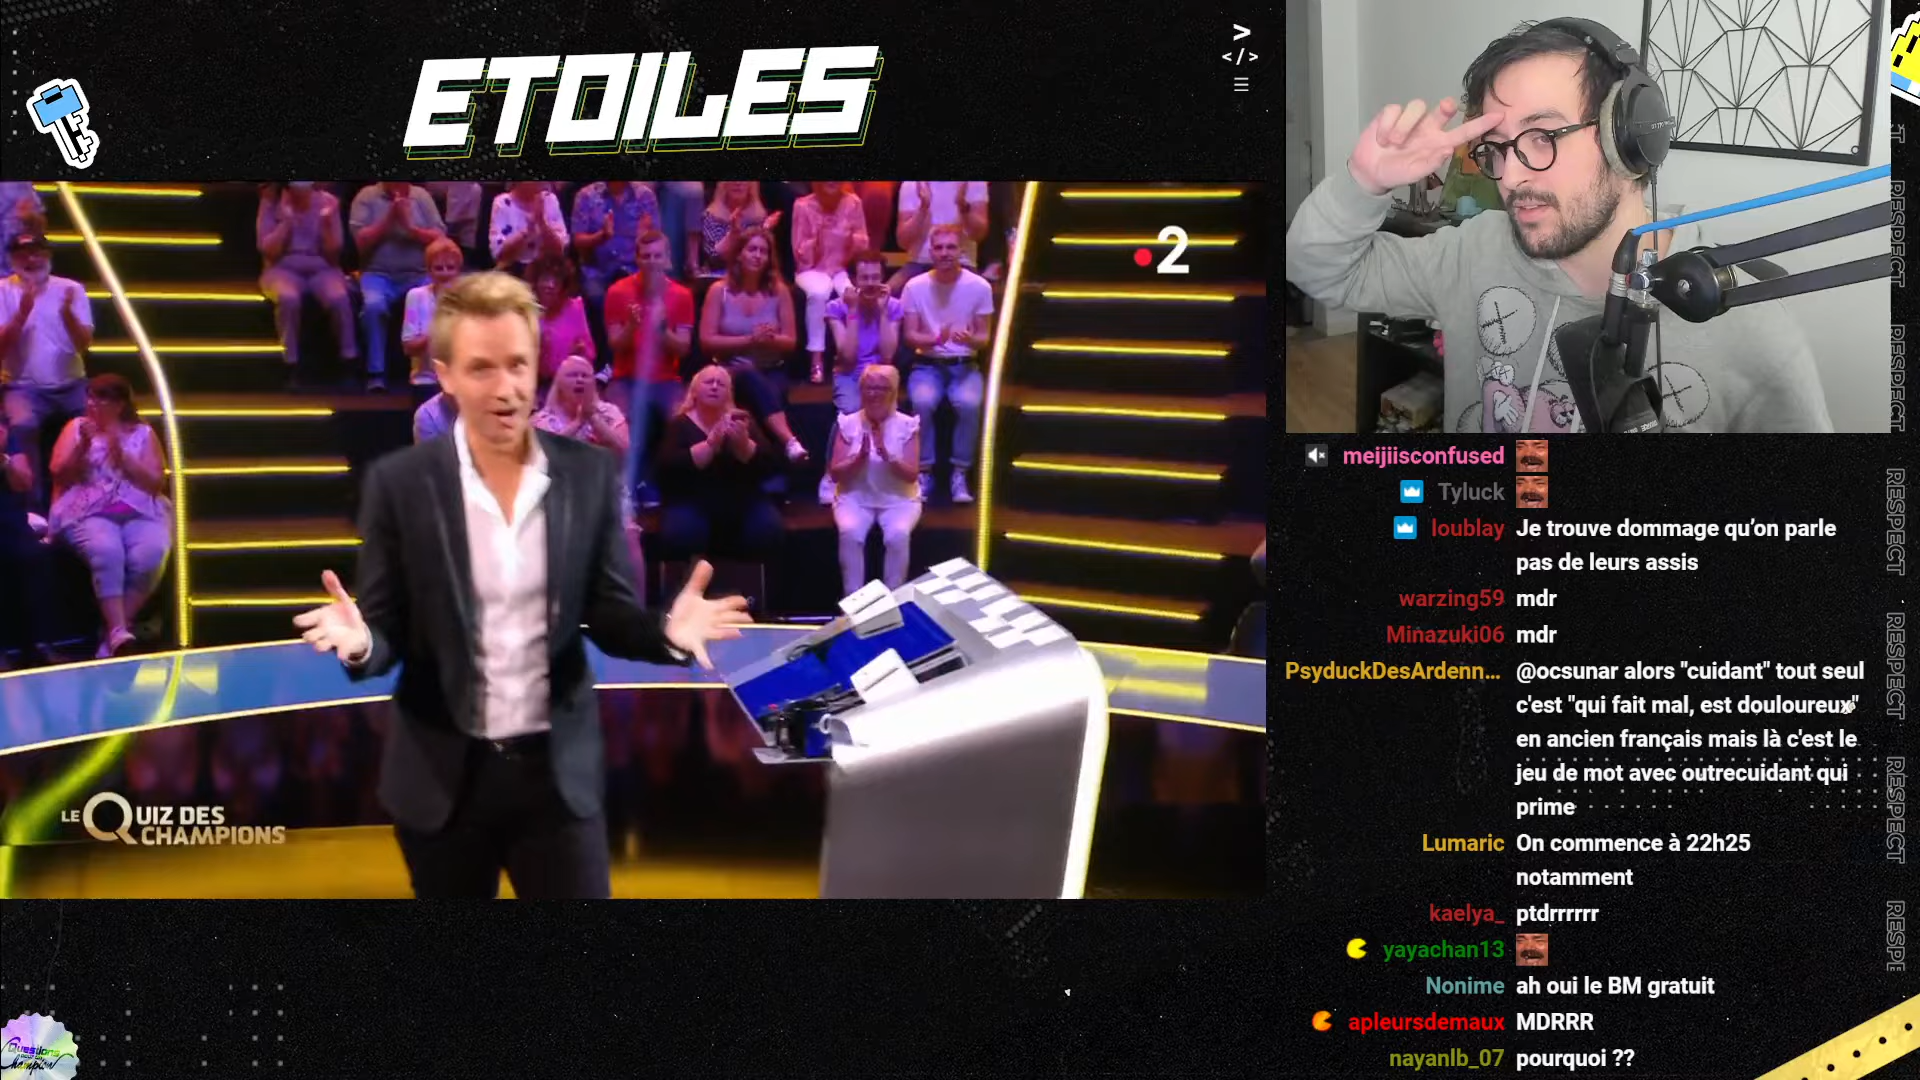 ETOILES
>
</>
2
LE QUIZ DES
CHAMPIONS
meijiisconfused
Tyluck
loublay Je trouve dommage qu’on parle
pas de leurs assis
warzing59 mdr
Minazuki06 mdr
PsyduckDesArdenn... @ocsunar alors "cuidant" tout seul
c'est "qui fait mal, est douloureux"
en ancien français mais là c'est le
jeu de mot avec outrecuidant qui
prime
Lumaric On commence à 22h25
notamment
kaelya_ ptdrrrrrr
yayachan13
Nonime ah oui le BM gratuit
apleursdemaux MDRRR
nayanlb_07 pourquoi ??
RESPECT
RESPECT
RESPECT
RESPECT
RESPECT
Questions
Champion